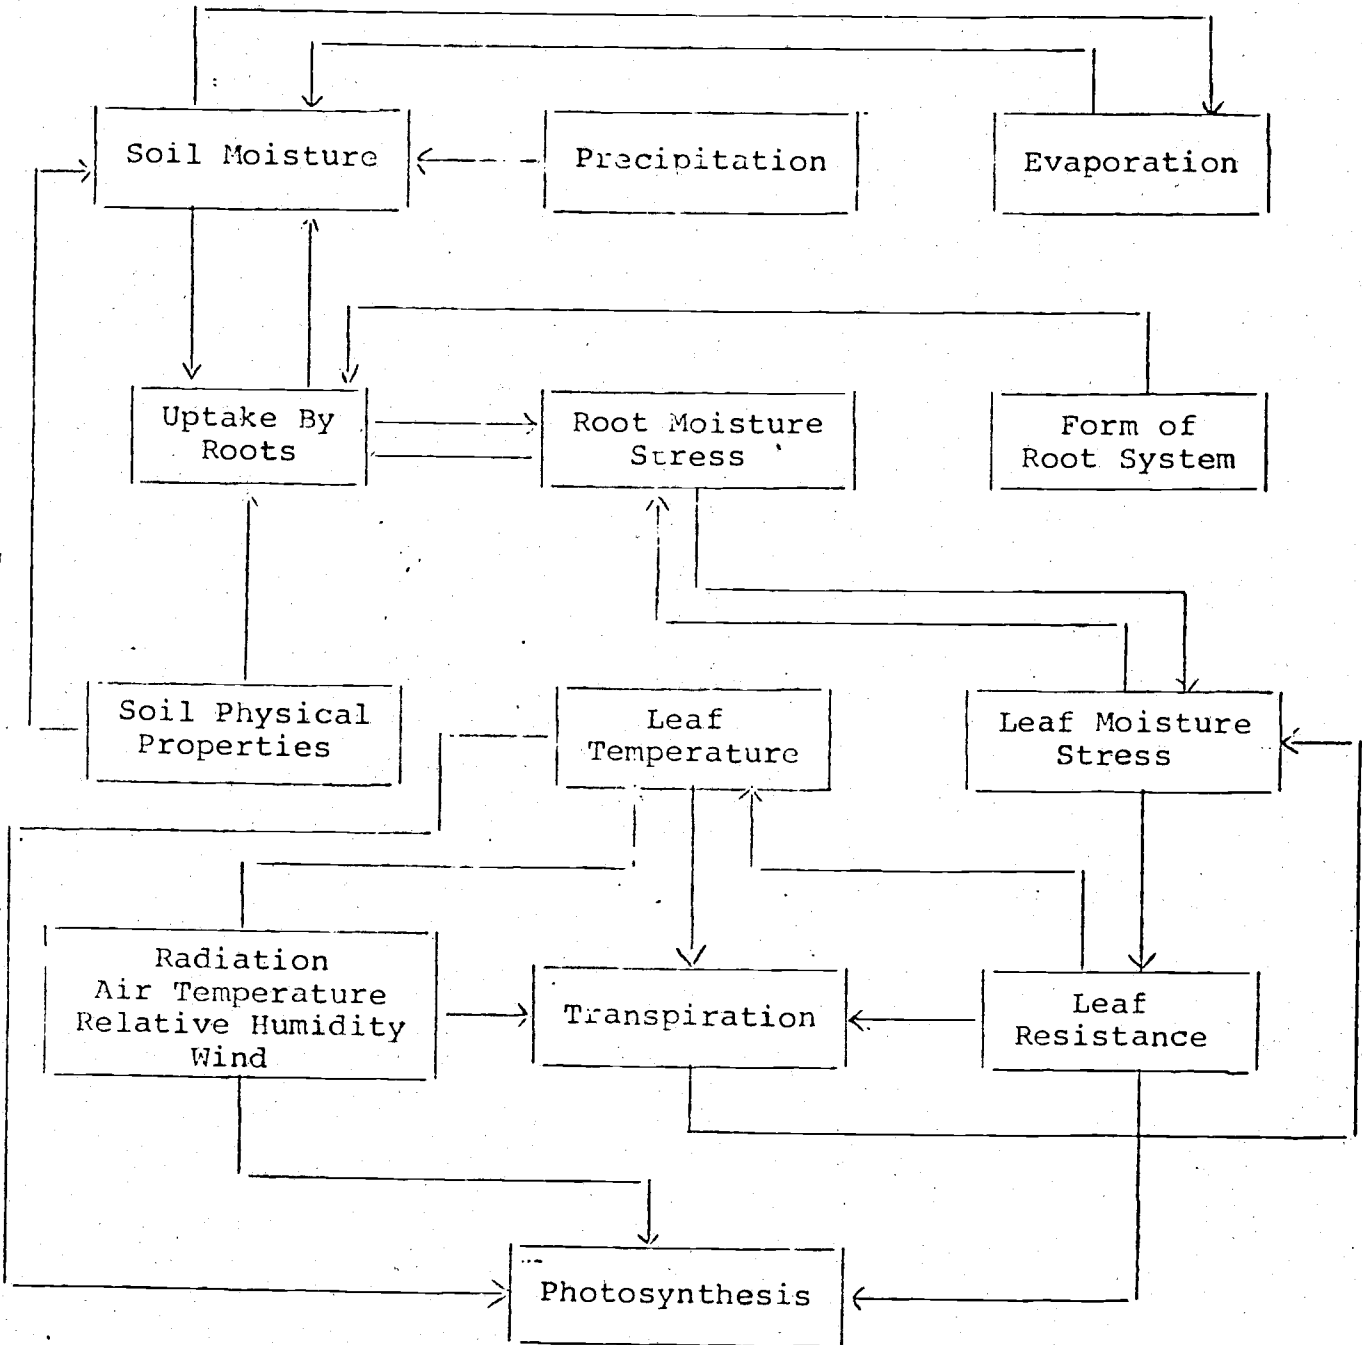 Soil Moisture
Precipitation
Evaporation
Uptake By
Roots
Root Moisture
Stress
Form of
Root System
Soil Physical
Properties
Leaf
Temperature
Leaf Moisture
Stress
Radiation
Air Temperature
Relative Humidity
Wind
Transpiration
Leaf
Resistance
Photosynthesis